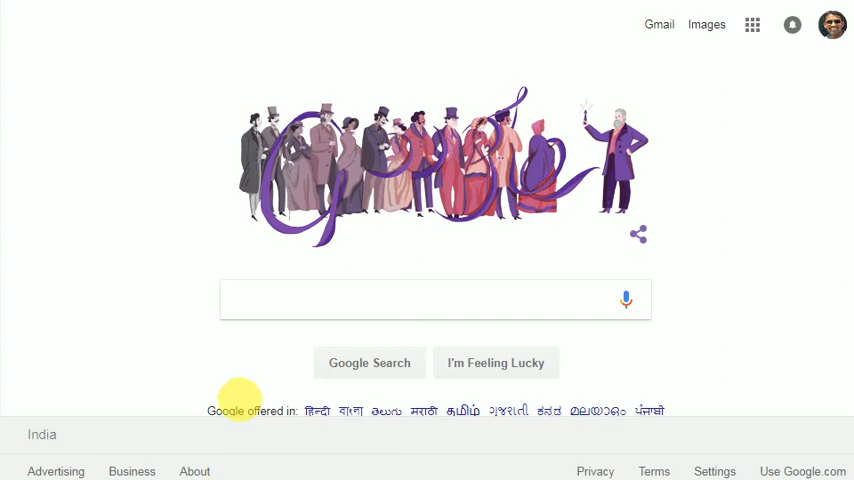 Gmail Images
Google
Google Search I'm Feeling Lucky
Google offered in: हिन्दी বাংলা తెలుగు मराठी தமிழ் ગુજરાતી ಕನ್ನಡ മലയാളം ਪੰਜਾਬੀ
India
Advertising Business About Privacy Terms Settings Use Google.com